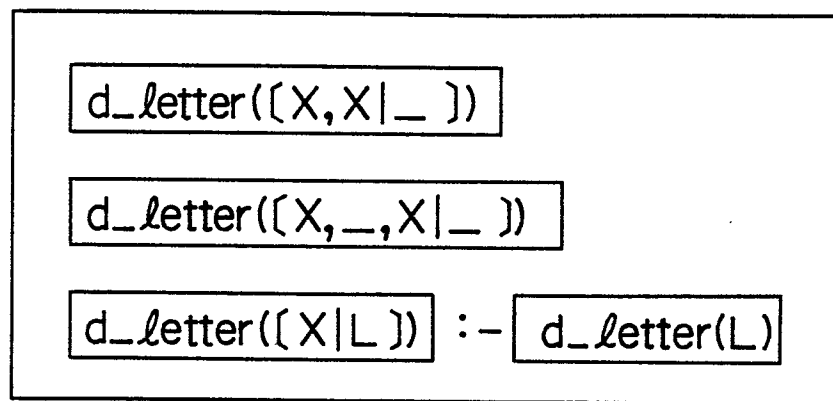 d_letter([X,X|_ ])
d_letter([X,_,X|_ ])
d_letter([X|L ]) :- d_letter(L)